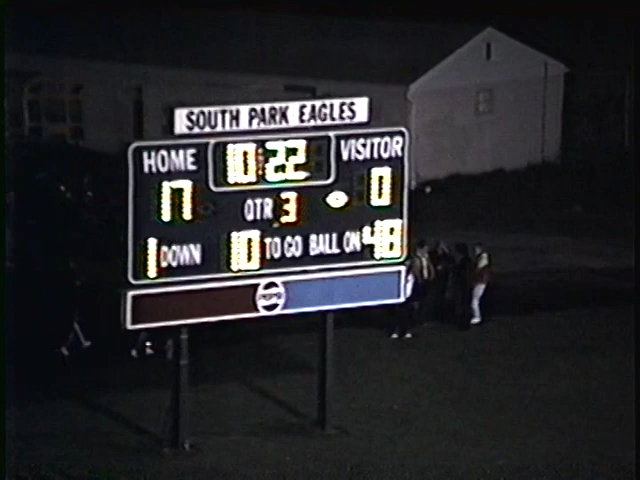 SOUTH PARK EAGLES
HOME 10:22 VISITOR
17 QTR 3 0
1 DOWN 10 TO GO BALL ON 48
PEPSI